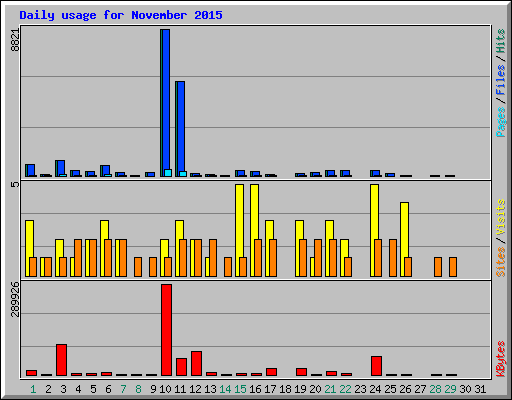 Daily usage for November 2015
8821
Pages / Files / Hits
5
Sites / Visits
289926
KBytes
1 2 3 4 5 6 7 8 9 10 11 12 13 14 15 16 17 18 19 20 21 22 23 24 25 26 27 28 29 30 31